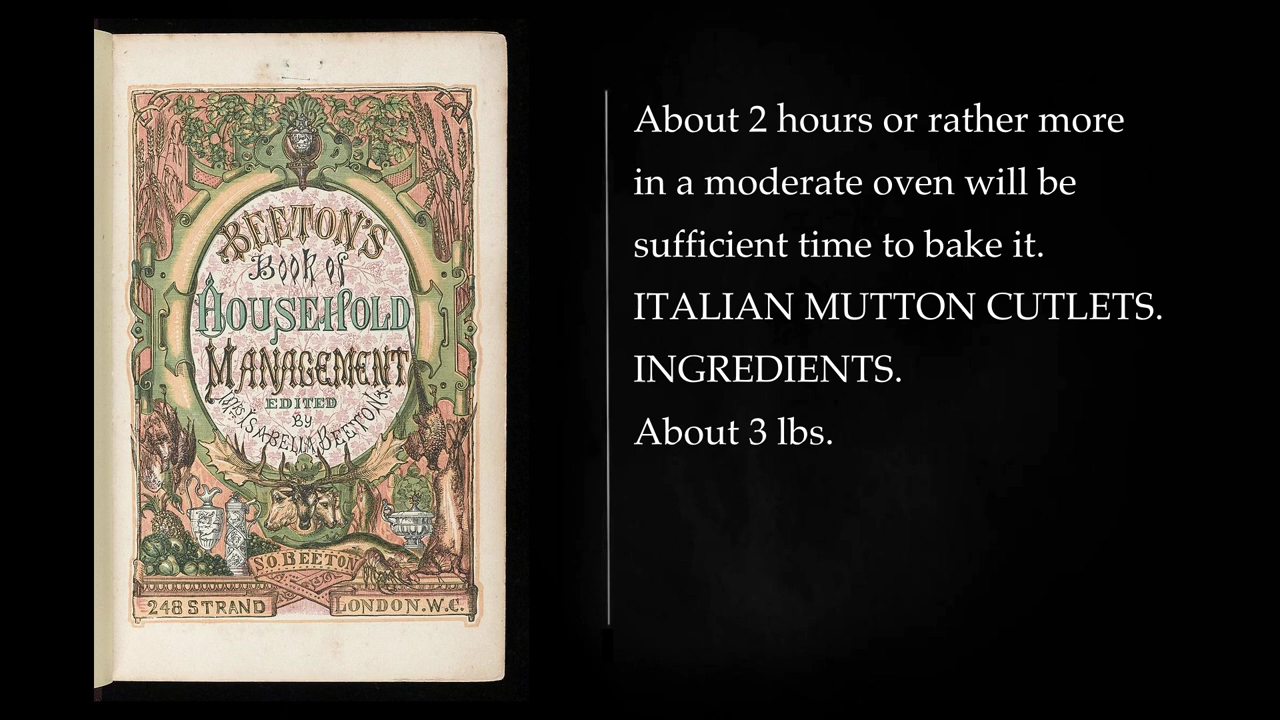 BEETON'S
Book of
HOUSEHOLD
MANAGEMENT
EDITED
BY
MRS ISABELLA BEETON
S.O. BEETON
248 STRAND
LONDON. W.C.
About 2 hours or rather more
in a moderate oven will be
sufficient time to bake it.
ITALIAN MUTTON CUTLETS.
INGREDIENTS.
About 3 lbs.